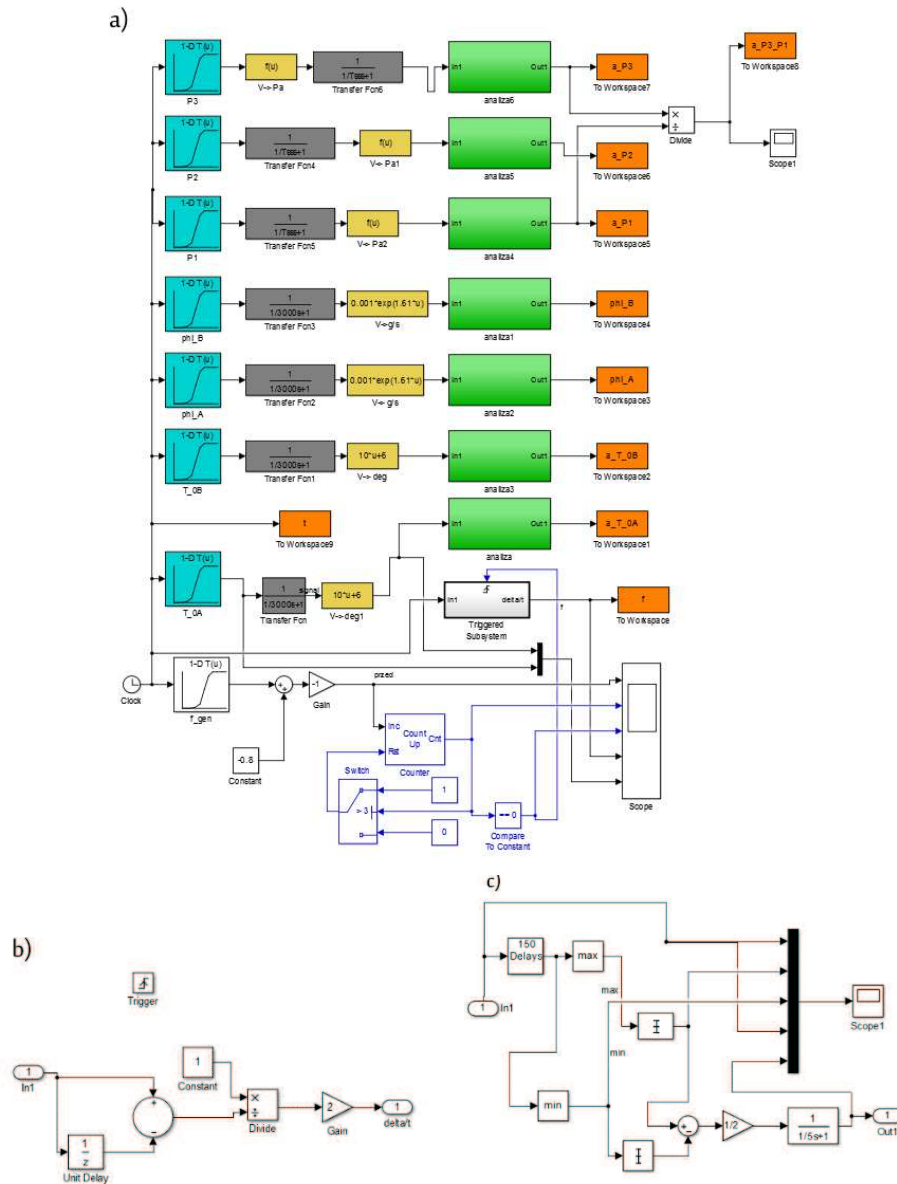 a)
1-D T(u)
P3
f(u)
V-> Pa
1
1/Tsss+1
Transfer Fcn6
In1
Out1
analiza6
a_P3
To Workspace7
a_P3_P1
To Workspace8
×
÷
Divide
Scope1
1-D T(u)
P2
1
1/Tsss+1
Transfer Fcn4
f(u)
V-> Pa1
In1
Out1
analiza5
a_P2
To Workspace6
1-D T(u)
P1
1
1/Tsss+1
Transfer Fcn5
f(u)
V-> Pa2
In1
Out1
analiza4
a_P1
To Workspace5
1-D T(u)
phi_B
1
1/3000s+1
Transfer Fcn3
0.001*exp(1.61*u)
V->g/s
In1
Out1
analiza1
phi_B
To Workspace4
1-D T(u)
phi_A
1
1/3000s+1
Transfer Fcn2
0.001*exp(1.61*u)
V->g/s
In1
Out1
analiza2
phi_A
To Workspace3
1-D T(u)
T_0B
1
1/3000s+1
Transfer Fcn1
10*u+6
V-> deg
In1
Out1
analiza3
a_T_0B
To Workspace2
t
To Workspace9
In1
Out1
analiza
a_T_0A
To Workspace1
1-D T(u)
T_0A
1
1/3000s+1
Transfer Fcn
signal
10*u+6
V-> deg1
In1
delta/t
Triggered
Subsystem
f
f
To Workspace
Clock
1-D T(u)
f_gen
+
+
-1
Gain
przed
-0.8
Constant
Inc
Rst
Count
Up
Cnt
Counter
Switch
> 3
1
0
== 0
Compare
To Constant
Scope
b)
Trigger
1
In1
1
Constant
+
−
1
z
Unit Delay
×
÷
Divide
2
Gain
1
delta/t
c)
1
In1
150
Delays
max
max
min
min
+
−
1/2
1
1/5s+1
1
Out1
Scope1